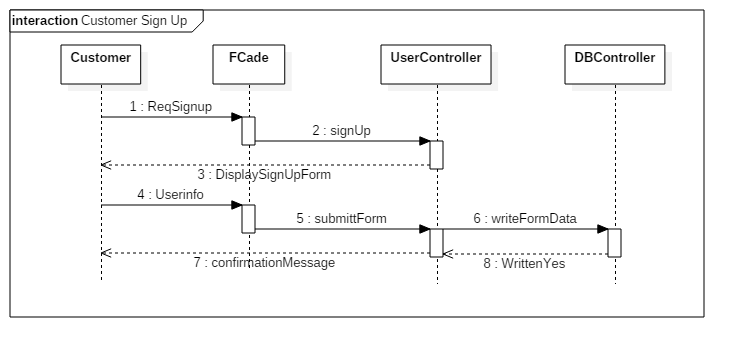 interaction Customer Sign Up
Customer
FCade
UserController
DBController
1 : ReqSignup
2 : signUp
3 : DisplaySignUpForm
4 : Userinfo
5 : submittForm
6 : writeFormData
7 : confirmationMessage
8 : WrittenYes